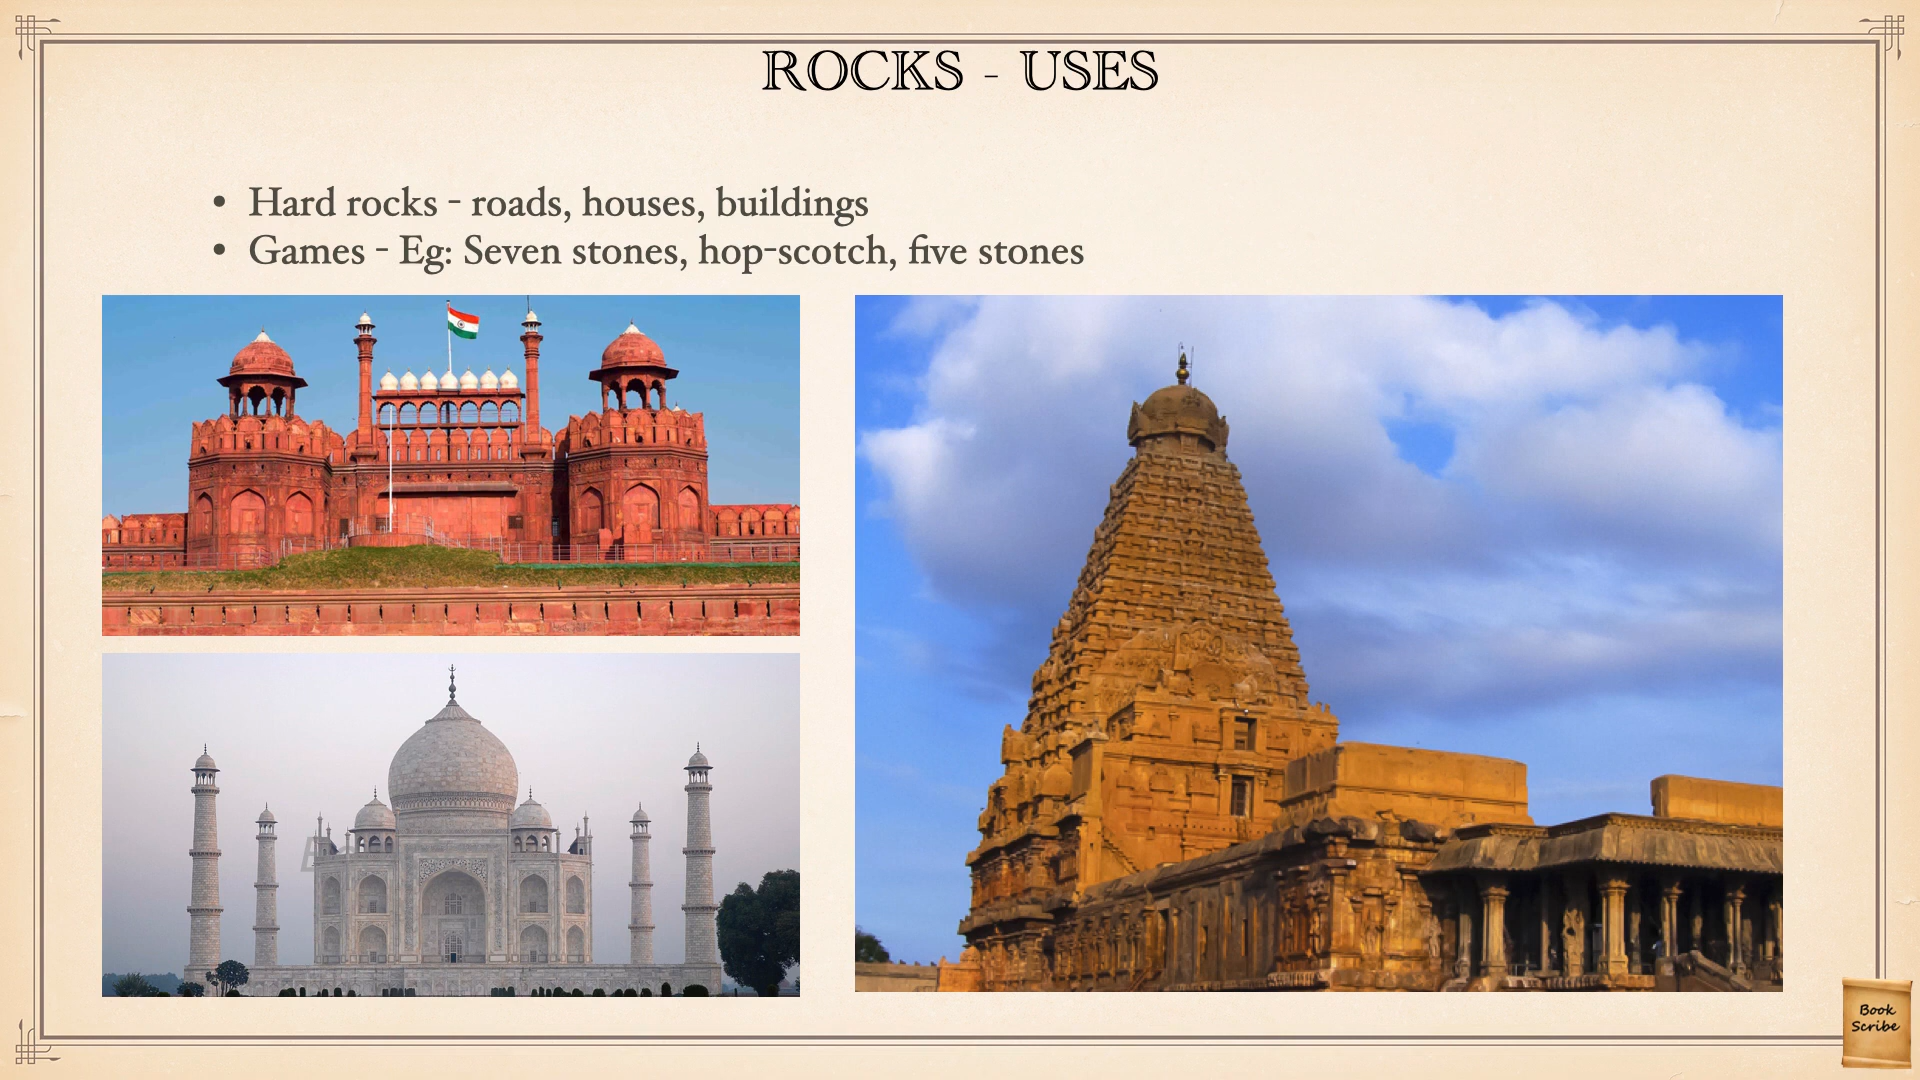 ROCKS - USES
• Hard rocks - roads, houses, buildings
• Games - Eg: Seven stones, hop-scotch, five stones
Book
Scribe